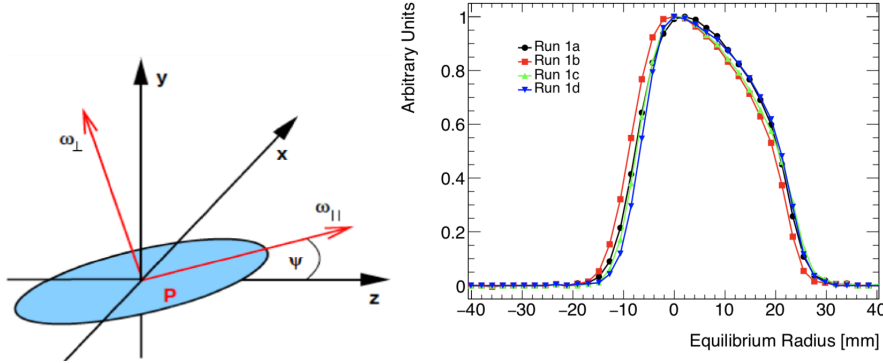 y
x
z
ω⊥
ω||
ψ
P
Arbitrary Units
1
0.8
0.6
0.4
0.2
0
Run 1a
Run 1b
Run 1c
Run 1d
−40 −30 −20 −10 0 10 20 30 40
Equilibrium Radius [mm]